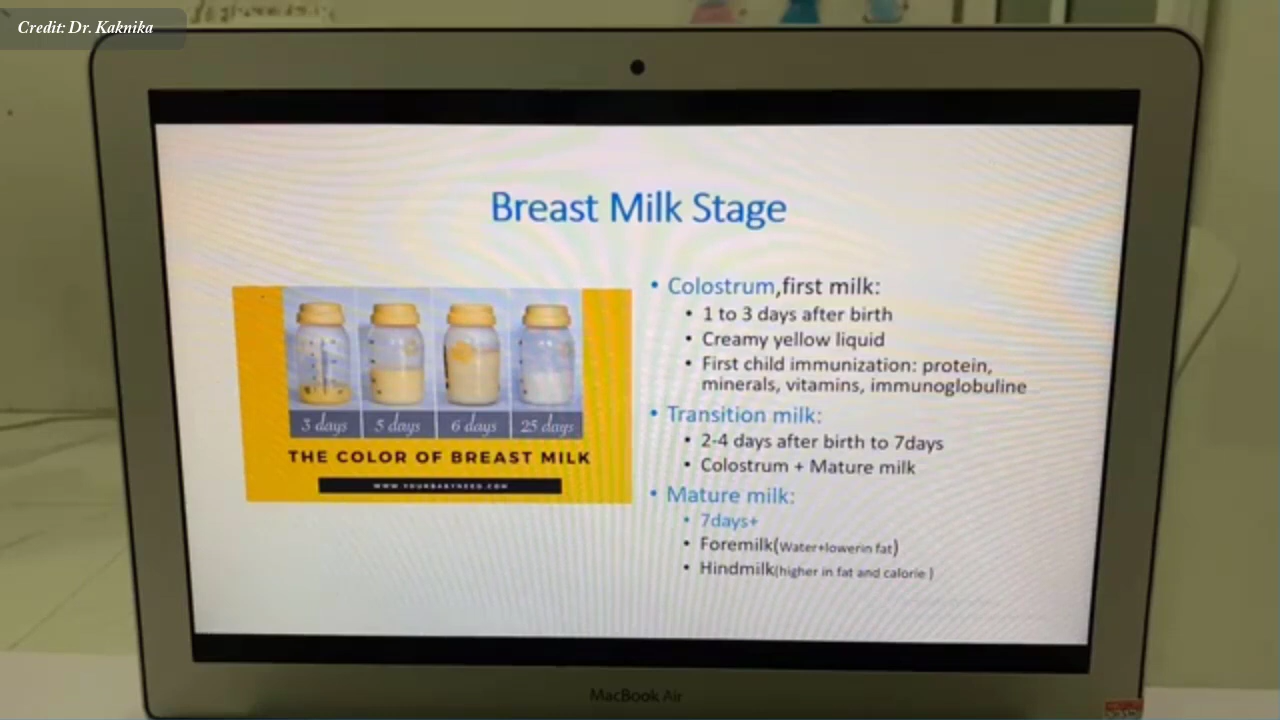 Credit: Dr. Kaknika
Breast Milk Stage
3 days
5 days
6 days
25 days
THE COLOR OF BREAST MILK
WWW.YOURBABYNEED.COM
• Colostrum,first milk:
• 1 to 3 days after birth
• Creamy yellow liquid
• First child immunization: protein,
minerals, vitamins, immunoglobuline
• Transition milk:
• 2-4 days after birth to 7days
• Colostrum + Mature milk
• Mature milk:
• 7days+
• Foremilk(Water+lowerin fat)
• Hindmilk(higher in fat and calorie )
MacBook Air